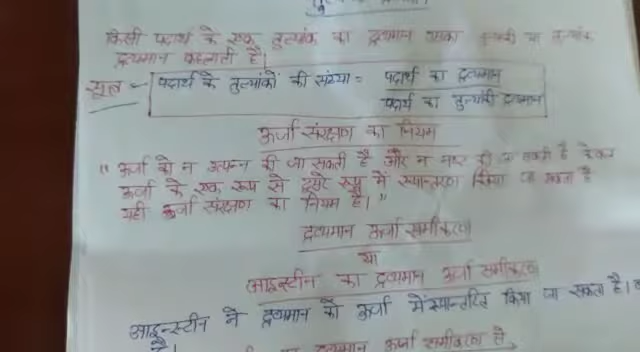 किसी पदार्थ के एक तुल्यांक का द्रव्यमान उसका तुल्यांक
द्रव्यमान कहलाती है।
सूत्र - पदार्थ के तुल्यांकों की संख्या = पदार्थ का द्रव्यमान
पदार्थ का तुल्यांकी द्रव्यमान
ऊर्जा संरक्षण का नियम
" ऊर्जा को न उत्पन्न की जा सकती है और न नष्ट की जा सकती है केवल
ऊर्जा के एक रूप से दूसरे रूप में रूपान्तरण किया जा सकता है
यही ऊर्जा संरक्षण का नियम है। "
द्रव्यमान ऊर्जा समीकरण
या
आइन्स्टीन का द्रव्यमान ऊर्जा समीकरण
आइन्स्टीन ने द्रव्यमान को ऊर्जा में रूपान्तरित किया जा सकता है।
है।
द्रव्यमान ऊर्जा समीकरण से